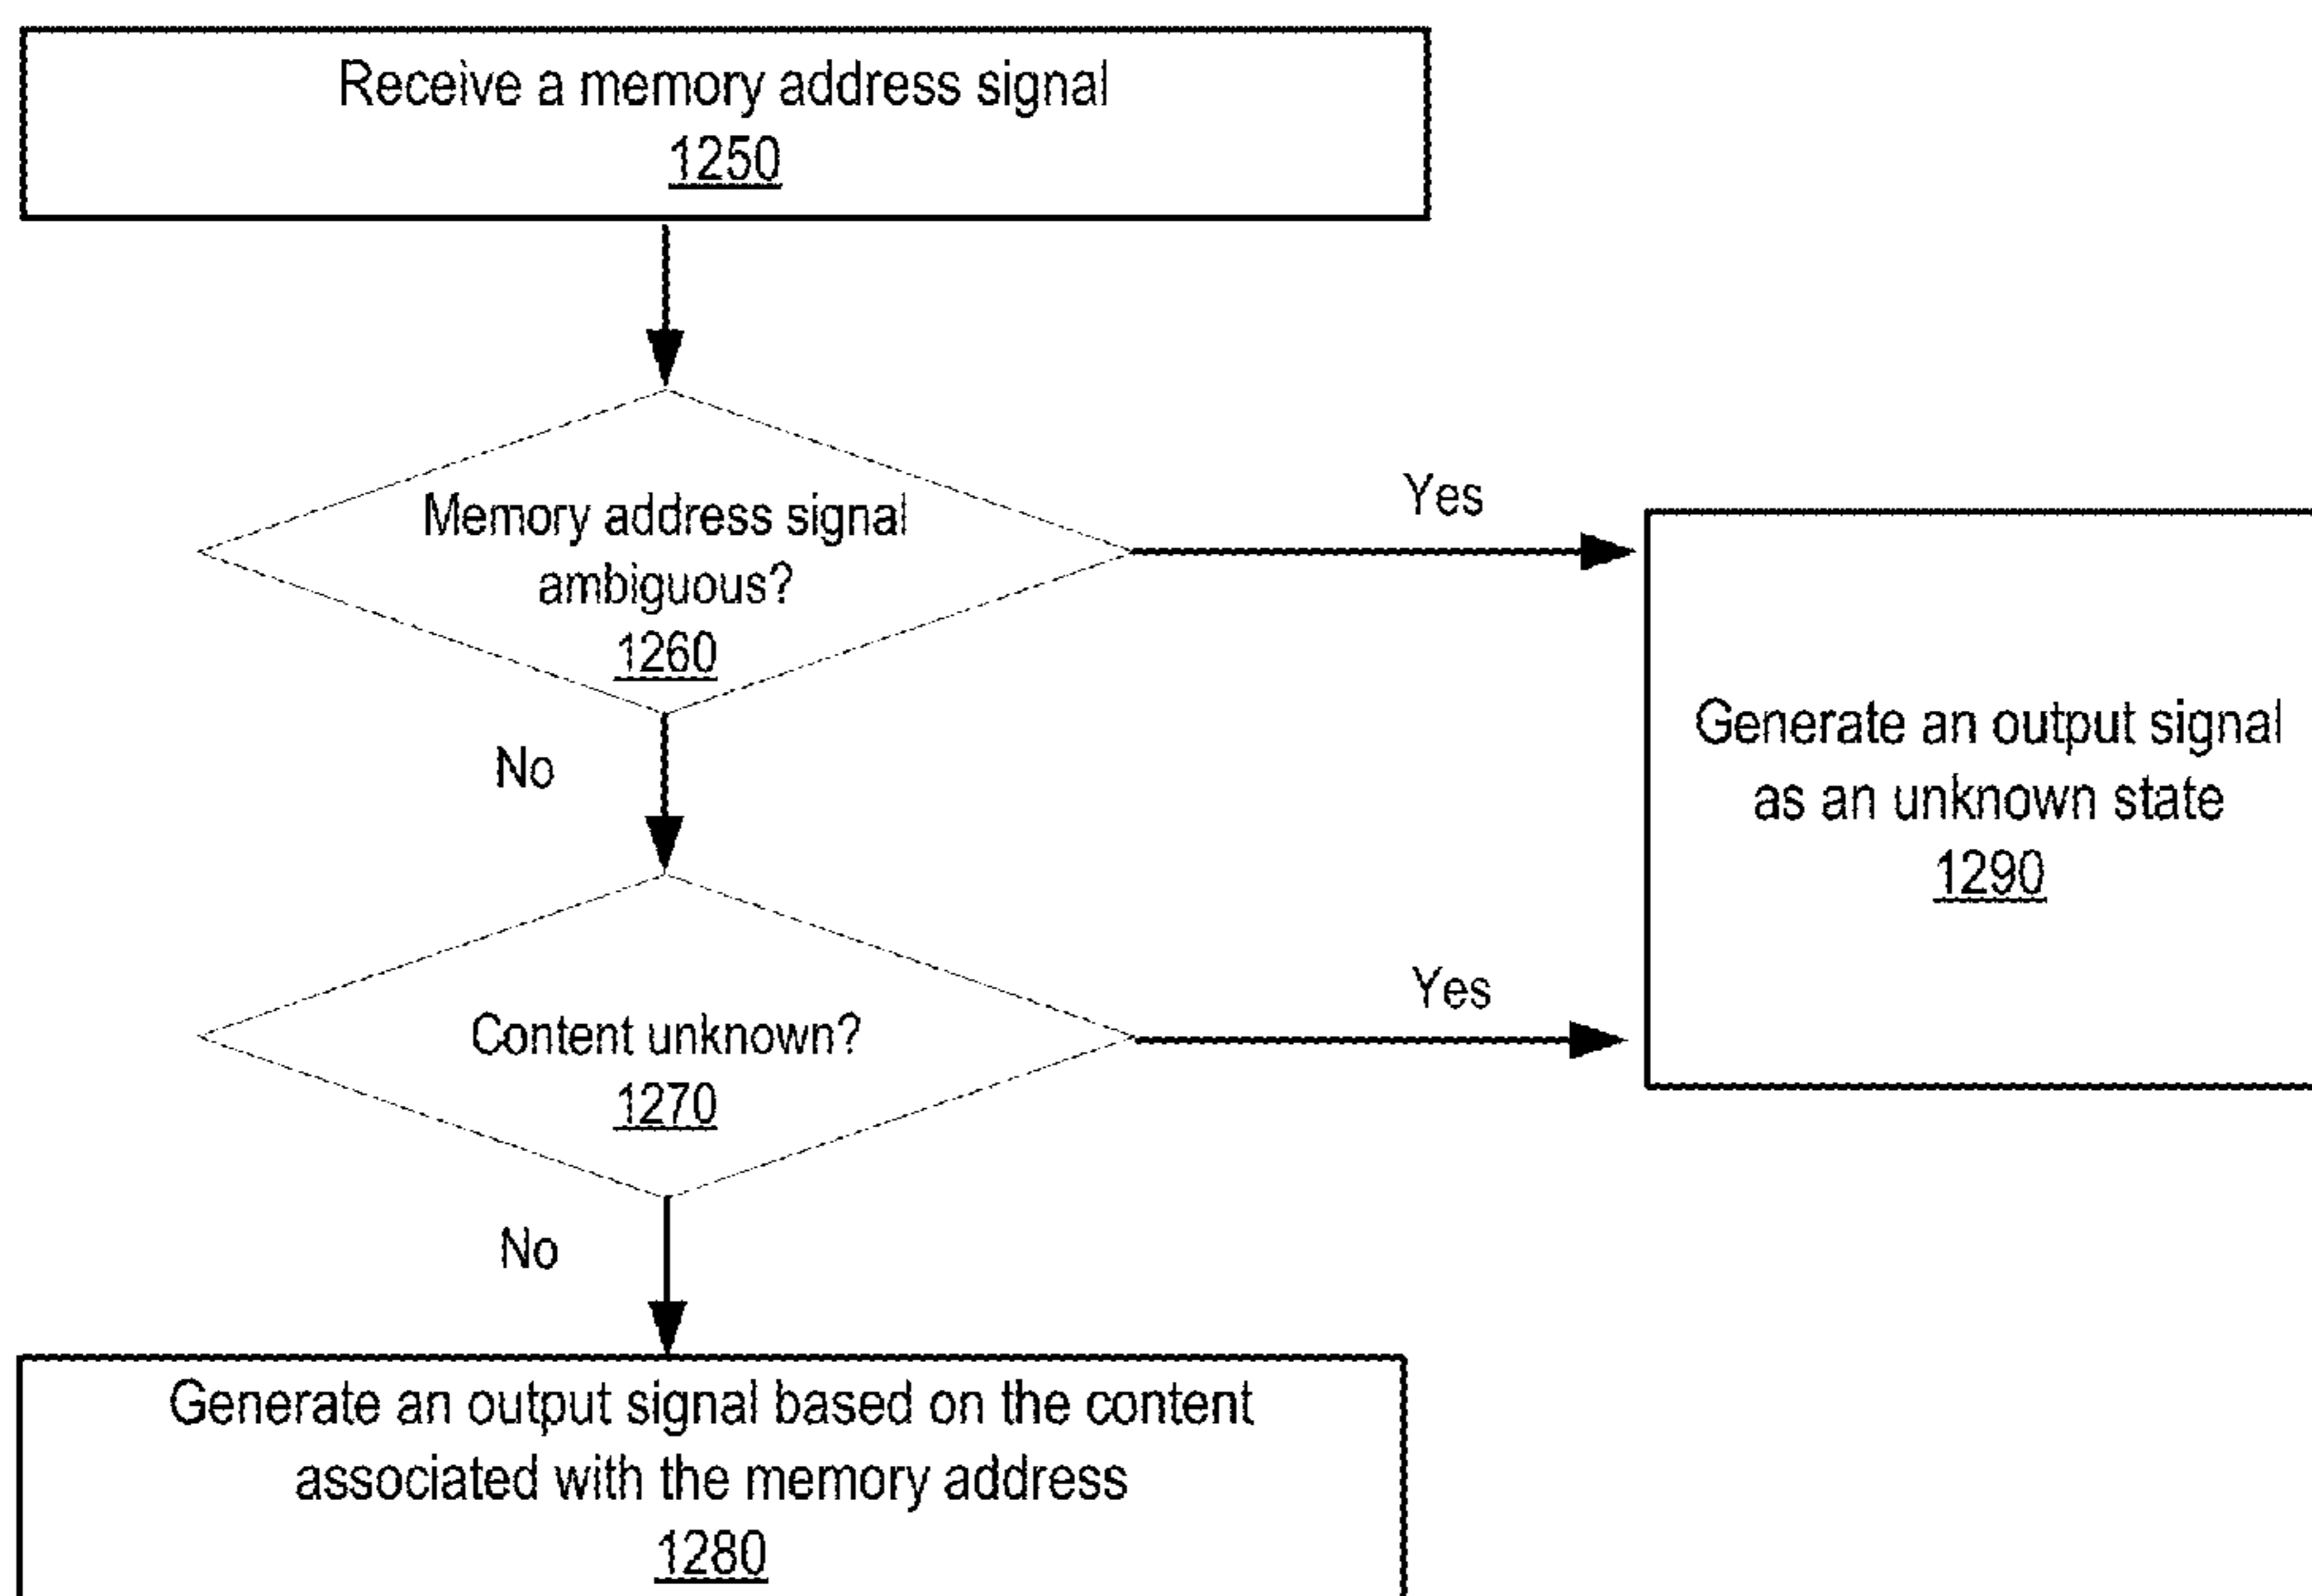 Receive a memory address signal
1250
Memory address signal
ambiguous?
1260
Yes
No
Generate an output signal
as an unknown state
1290
Content unknown?
1270
Yes
No
Generate an output signal based on the content
associated with the memory address
1280